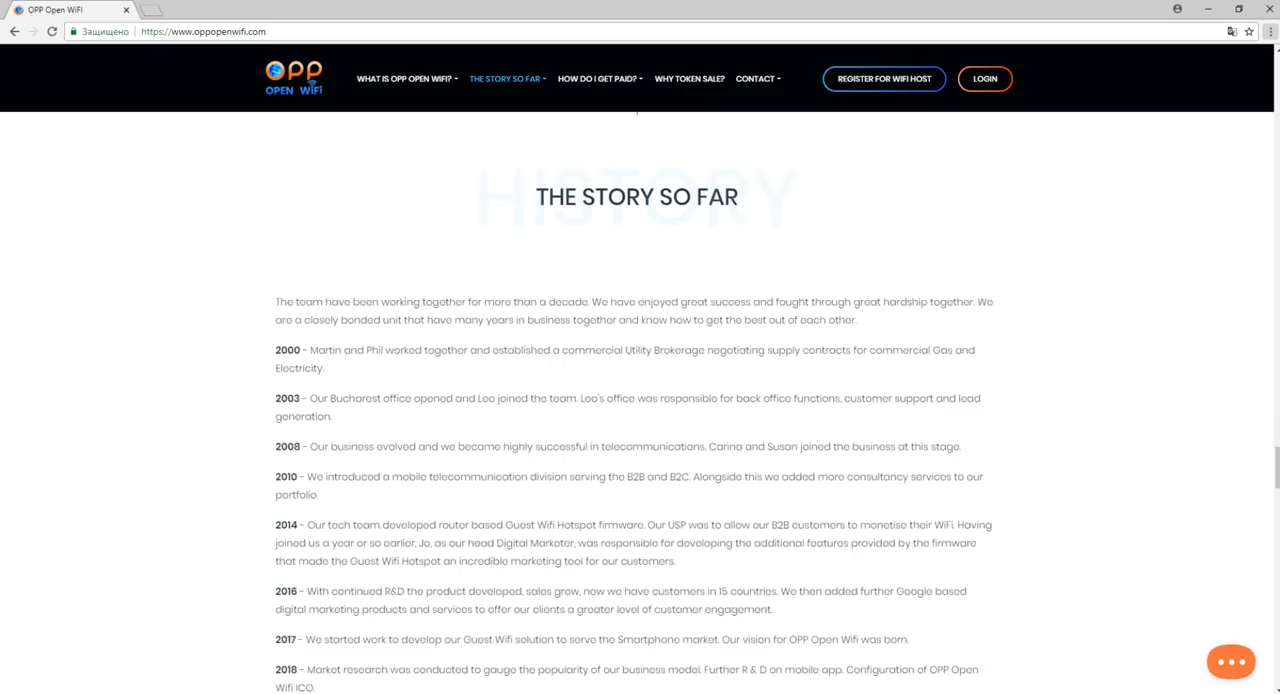 OPP Open WiFi
Защищено
https://www.oppopenwifi.com
OPP
OPEN WiFi
WHAT IS OPP OPEN WIFI?
THE STORY SO FAR
HOW DO I GET PAID?
WHY TOKEN SALE?
CONTACT
REGISTER FOR WIFI HOST
LOGIN
HISTORY
THE STORY SO FAR
The team have been working together for more than a decade. We have enjoyed great success and fought through great hardship together. We
are a closely bonded unit that have many years in business together and know how to get the best out of each other.
2000 - Martin and Phil worked together and established a commercial Utility Brokerage negotiating supply contracts for commercial Gas and
Electricity.
2003 - Our Bucharest office opened and Leo joined the team. Leo's office was responsible for back office functions, customer support and lead
generation.
2008 - Our business evolved and we became highly successful in telecommunications. Carina and Susan joined the business at this stage.
2010 - We introduced a mobile telecommunication division serving the B2B and B2C. Alongside this we added more consultancy services to our
portfolio.
2014 - Our tech team developed router based Guest Wifi Hotspot firmware. Our USP was to allow our B2B customers to monetise their WiFi. Having
joined us a year or so earlier, Jo, as our head Digital Marketer, was responsible for developing the additional features provided by the firmware
that made the Guest Wifi Hotspot an incredible marketing tool for our customers.
2016 - With continued R&D the product developed, sales grew, now we have customers in 15 countries. We then added further Google based
digital marketing products and services to offer our clients a greater level of customer engagement.
2017 - We started work to develop our Guest Wifi solution to serve the Smartphone market. Our vision for OPP Open Wifi was born.
2018 - Market research was conducted to gauge the popularity of our business model. Further R & D on mobile app. Configuration of OPP Open
Wifi ICO.